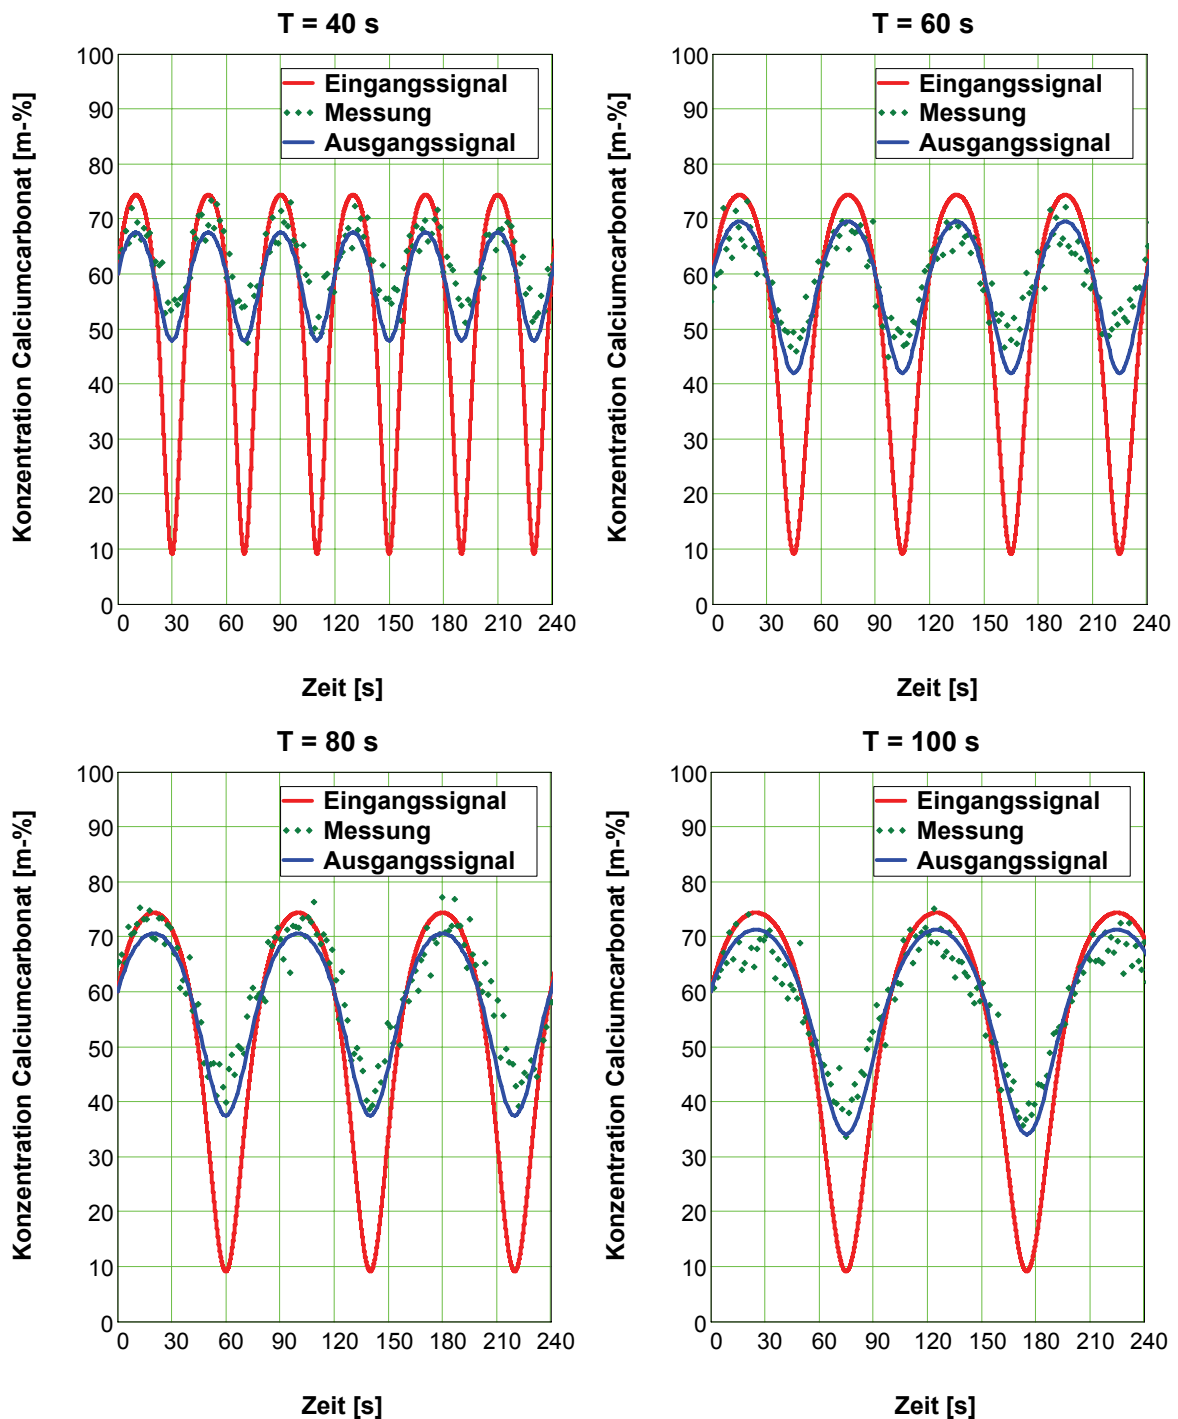 T = 40 s
Konzentration Calciumcarbonat [m-%]
100
90
80
70
60
50
40
30
20
10
0
Eingangssignal
Messung
Ausgangssignal
0 30 60 90 120 150 180 210 240
Zeit [s]
T = 60 s
Konzentration Calciumcarbonat [m-%]
100
90
80
70
60
50
40
30
20
10
0
Eingangssignal
Messung
Ausgangssignal
0 30 60 90 120 150 180 210 240
Zeit [s]
T = 80 s
Konzentration Calciumcarbonat [m-%]
100
90
80
70
60
50
40
30
20
10
0
Eingangssignal
Messung
Ausgangssignal
0 30 60 90 120 150 180 210 240
Zeit [s]
T = 100 s
Konzentration Calciumcarbonat [m-%]
100
90
80
70
60
50
40
30
20
10
0
Eingangssignal
Messung
Ausgangssignal
0 30 60 90 120 150 180 210 240
Zeit [s]